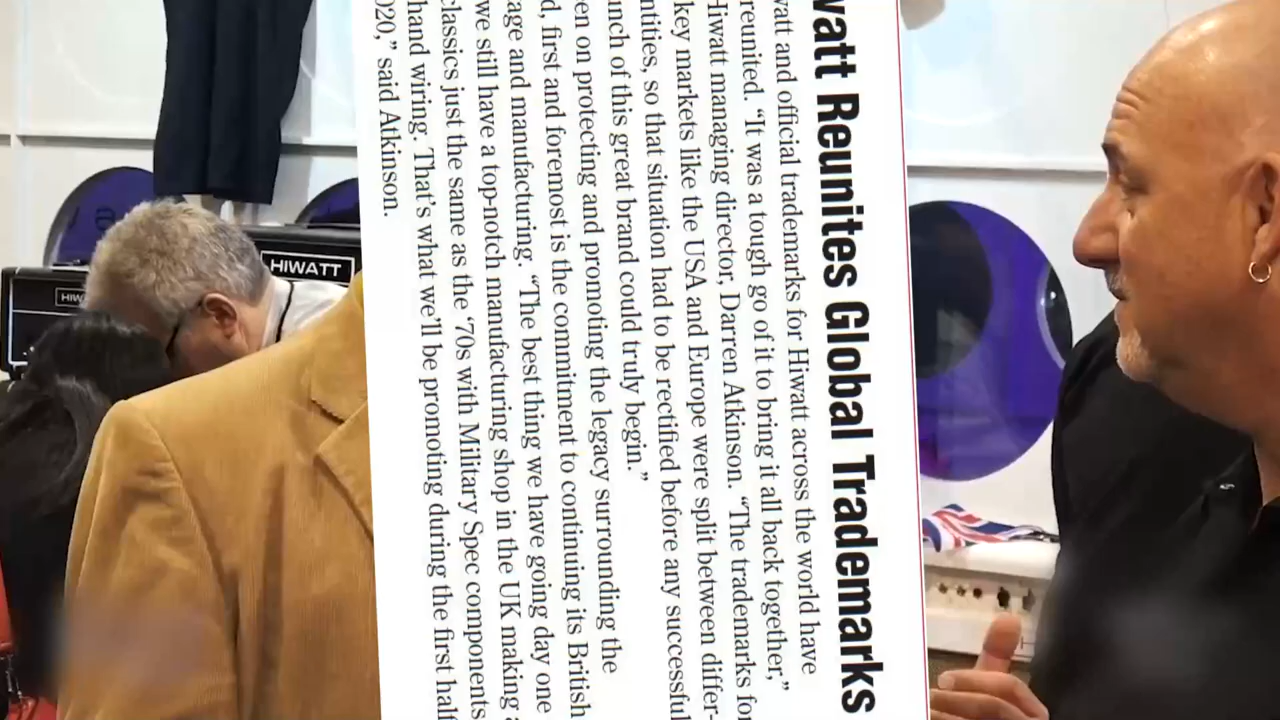 HIWATT
HIW
watt Reunites Global Trademarks
watt and official trademarks for Hiwatt across the world have
reunited. “It was a tough go of it to bring it all back together,”
Hiwatt managing director, Darren Atkinson. “The trademarks for
key markets like the USA and Europe were split between differ-
ntities, so that situation had to be rectified before any successful
unch of this great brand could truly begin.”
en on protecting and promoting the legacy surrounding the
d, first and foremost is the commitment to continuing its British
age and manufacturing. “The best thing we have going day one
we still have a top-notch manufacturing shop in the UK making a
classics just the same as the ‘70s with Military Spec components
hand wiring. That’s what we’ll be promoting during the first half
020,” said Atkinson.